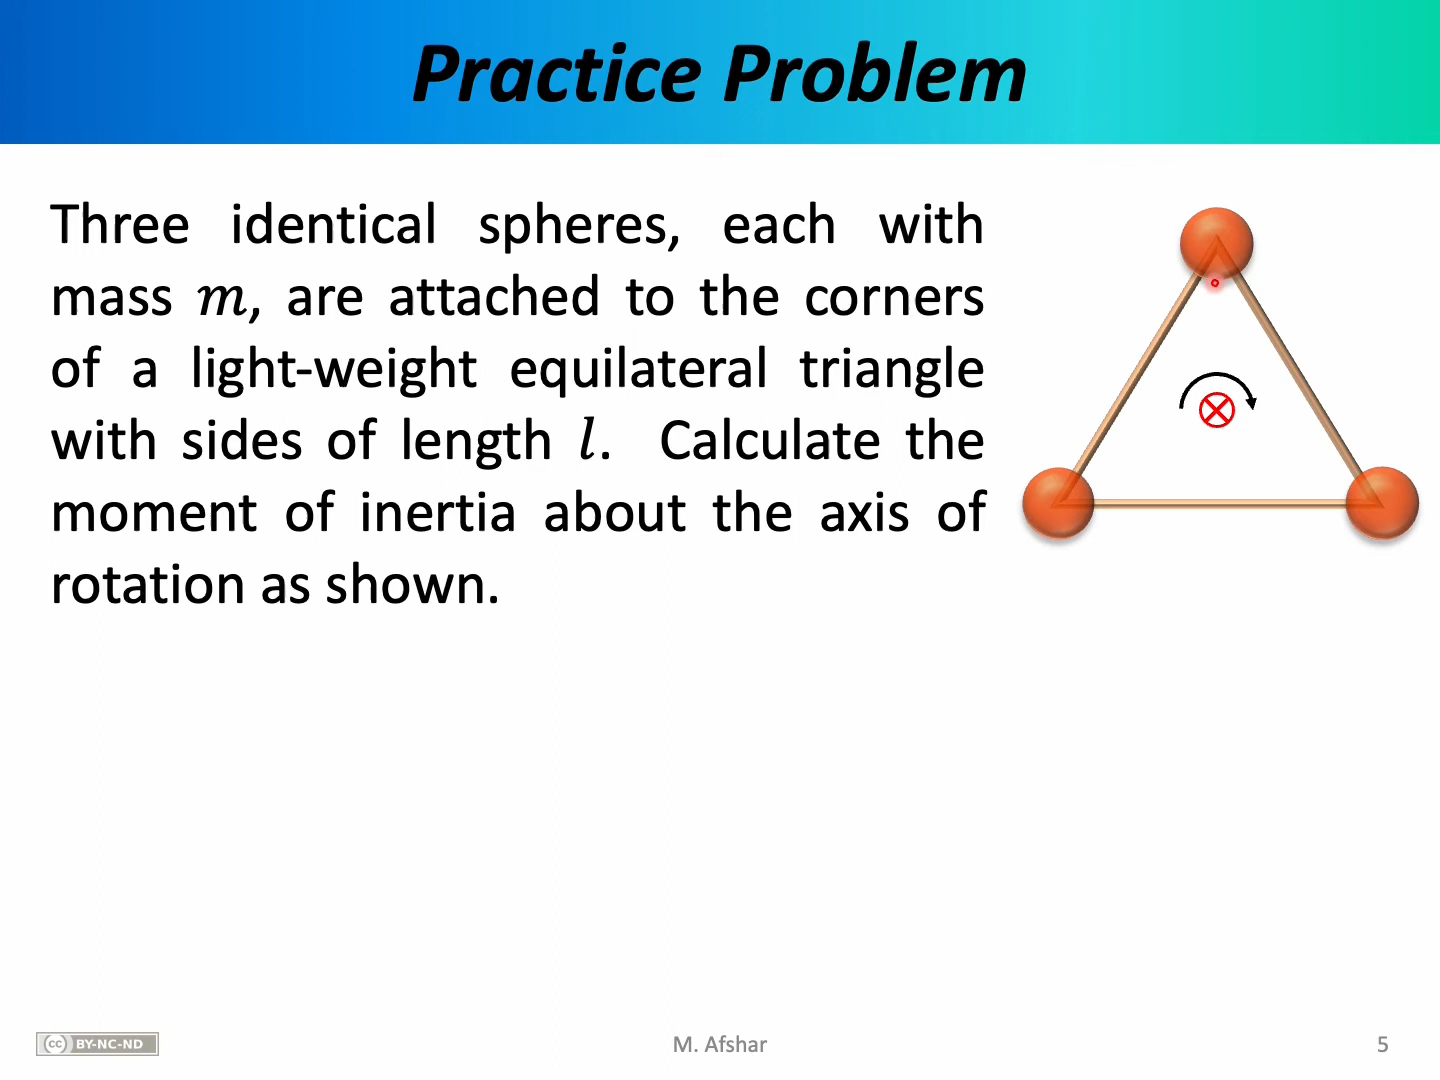 Practice Problem
Three identical spheres, each with
mass 𝑚, are attached to the corners
of a light-weight equilateral triangle
with sides of length 𝑙. Calculate the
moment of inertia about the axis of
rotation as shown.
cc BY-NC-ND
M. Afshar
5